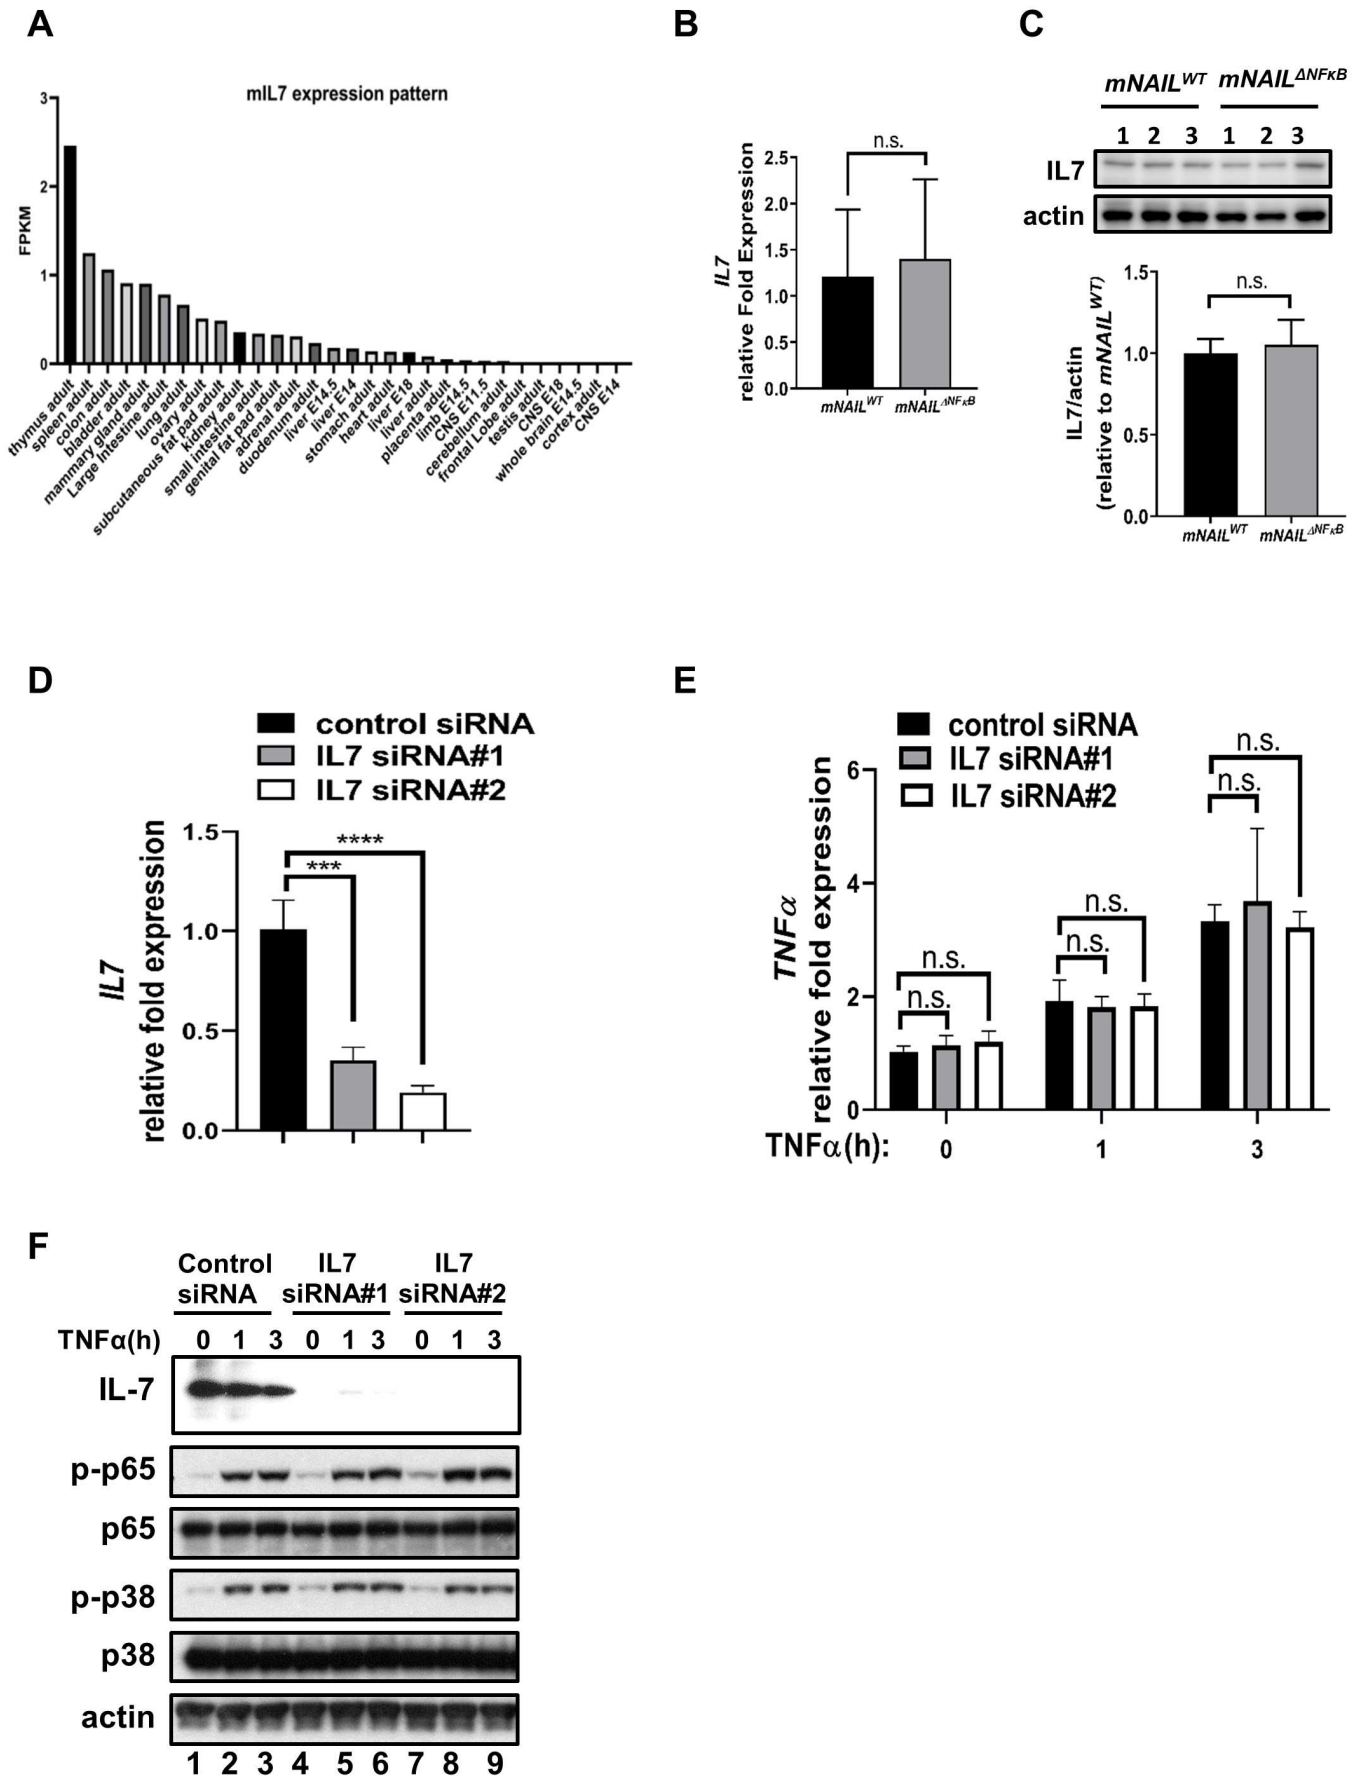 A
mIL7 expression pattern
FPKM
3
2
1
0
thymus adult
spleen adult
colon adult
bladder adult
mammary gland adult
Large Intestine adult
lung adult
ovary adult
subcutaneous fat pad adult
kidney adult
small intestine adult
genital fat pad adult
adrenal adult
duodenum adult
liver E14.5
liver E14
stomach adult
heart adult
liver E18
liver adult
placenta adult
limb E14.5
CNS E11.5
cerebellum adult
frontal Lobe adult
testis adult
CNS E18
whole brain E14.5
cortex adult
CNS E14
B
IL7
relative Fold Expression
2.5
2.0
1.5
1.0
0.5
0.0
n.s.
mNAIL^WT
mNAIL^ΔNFκB
C
mNAIL^WT mNAIL^ΔNFκB
1 2 3 1 2 3
IL7
actin
IL7/actin
(relative to mNAIL^WT)
1.5
1.0
0.5
0.0
n.s.
mNAIL^WT
mNAIL^ΔNFκB
D
control siRNA
IL7 siRNA#1
IL7 siRNA#2
IL7
relative fold expression
1.5
1.0
0.5
0.0
****
***
E
control siRNA
IL7 siRNA#1
IL7 siRNA#2
TNFα
relative fold expression
6
4
2
0
n.s.
n.s.
n.s.
n.s.
n.s.
n.s.
TNFα(h): 0 1 3
F
Control siRNA
IL7 siRNA#1
IL7 siRNA#2
TNFα(h) 0 1 3 0 1 3 0 1 3
IL-7
p-p65
p65
p-p38
p38
actin
1 2 3 4 5 6 7 8 9